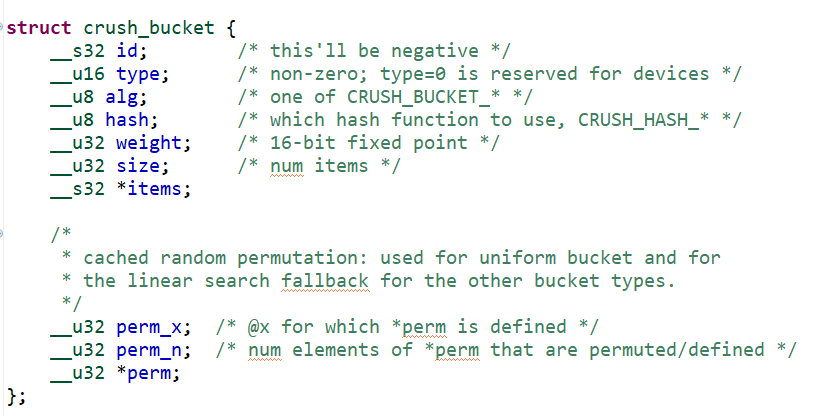 struct crush_bucket {
    __s32 id;        /* this'll be negative */
    __u16 type;      /* non-zero; type=0 is reserved for devices */
    __u8 alg;        /* one of CRUSH_BUCKET_* */
    __u8 hash;       /* which hash function to use, CRUSH_HASH_* */
    __u32 weight;    /* 16-bit fixed point */
    __u32 size;      /* num items */
    __s32 *items;

    /*
     * cached random permutation: used for uniform bucket and for
     * the linear search fallback for the other bucket types.
     */
    __u32 perm_x;  /* @x for which *perm is defined */
    __u32 perm_n;  /* num elements of *perm that are permuted/defined */
    __u32 *perm;
};